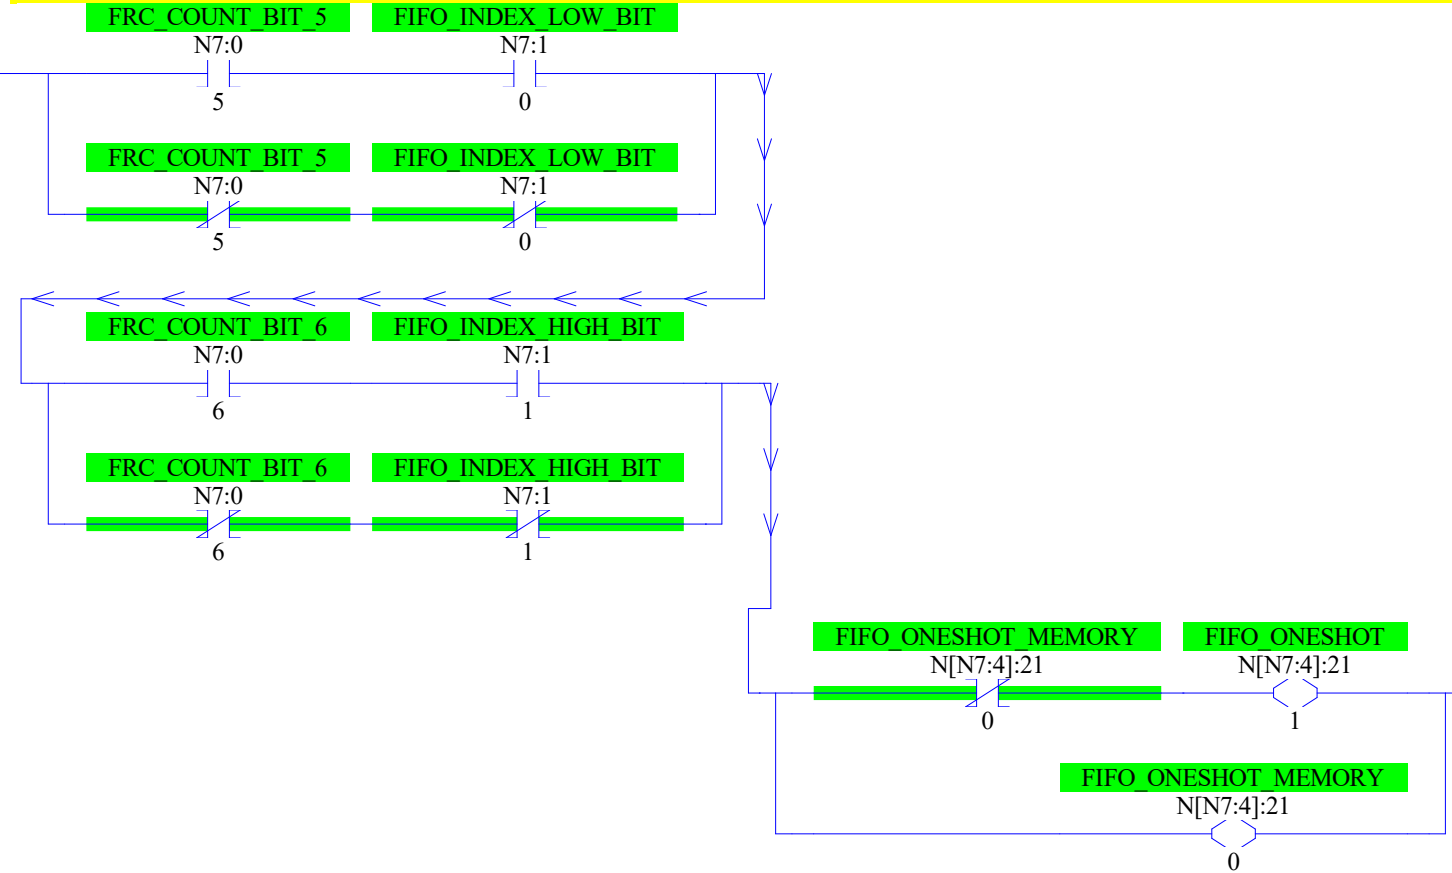 FRC_COUNT_BIT_5 FIFO_INDEX_LOW_BIT
N7:0 N7:1
5 0
FRC_COUNT_BIT_5 FIFO_INDEX_LOW_BIT
N7:0 N7:1
5 0
FRC_COUNT_BIT_6 FIFO_INDEX_HIGH_BIT
N7:0 N7:1
6 1
FRC_COUNT_BIT_6 FIFO_INDEX_HIGH_BIT
N7:0 N7:1
6 1
FIFO_ONESHOT_MEMORY FIFO_ONESHOT
N[N7:4]:21 N[N7:4]:21
0 1
FIFO_ONESHOT_MEMORY
N[N7:4]:21
0